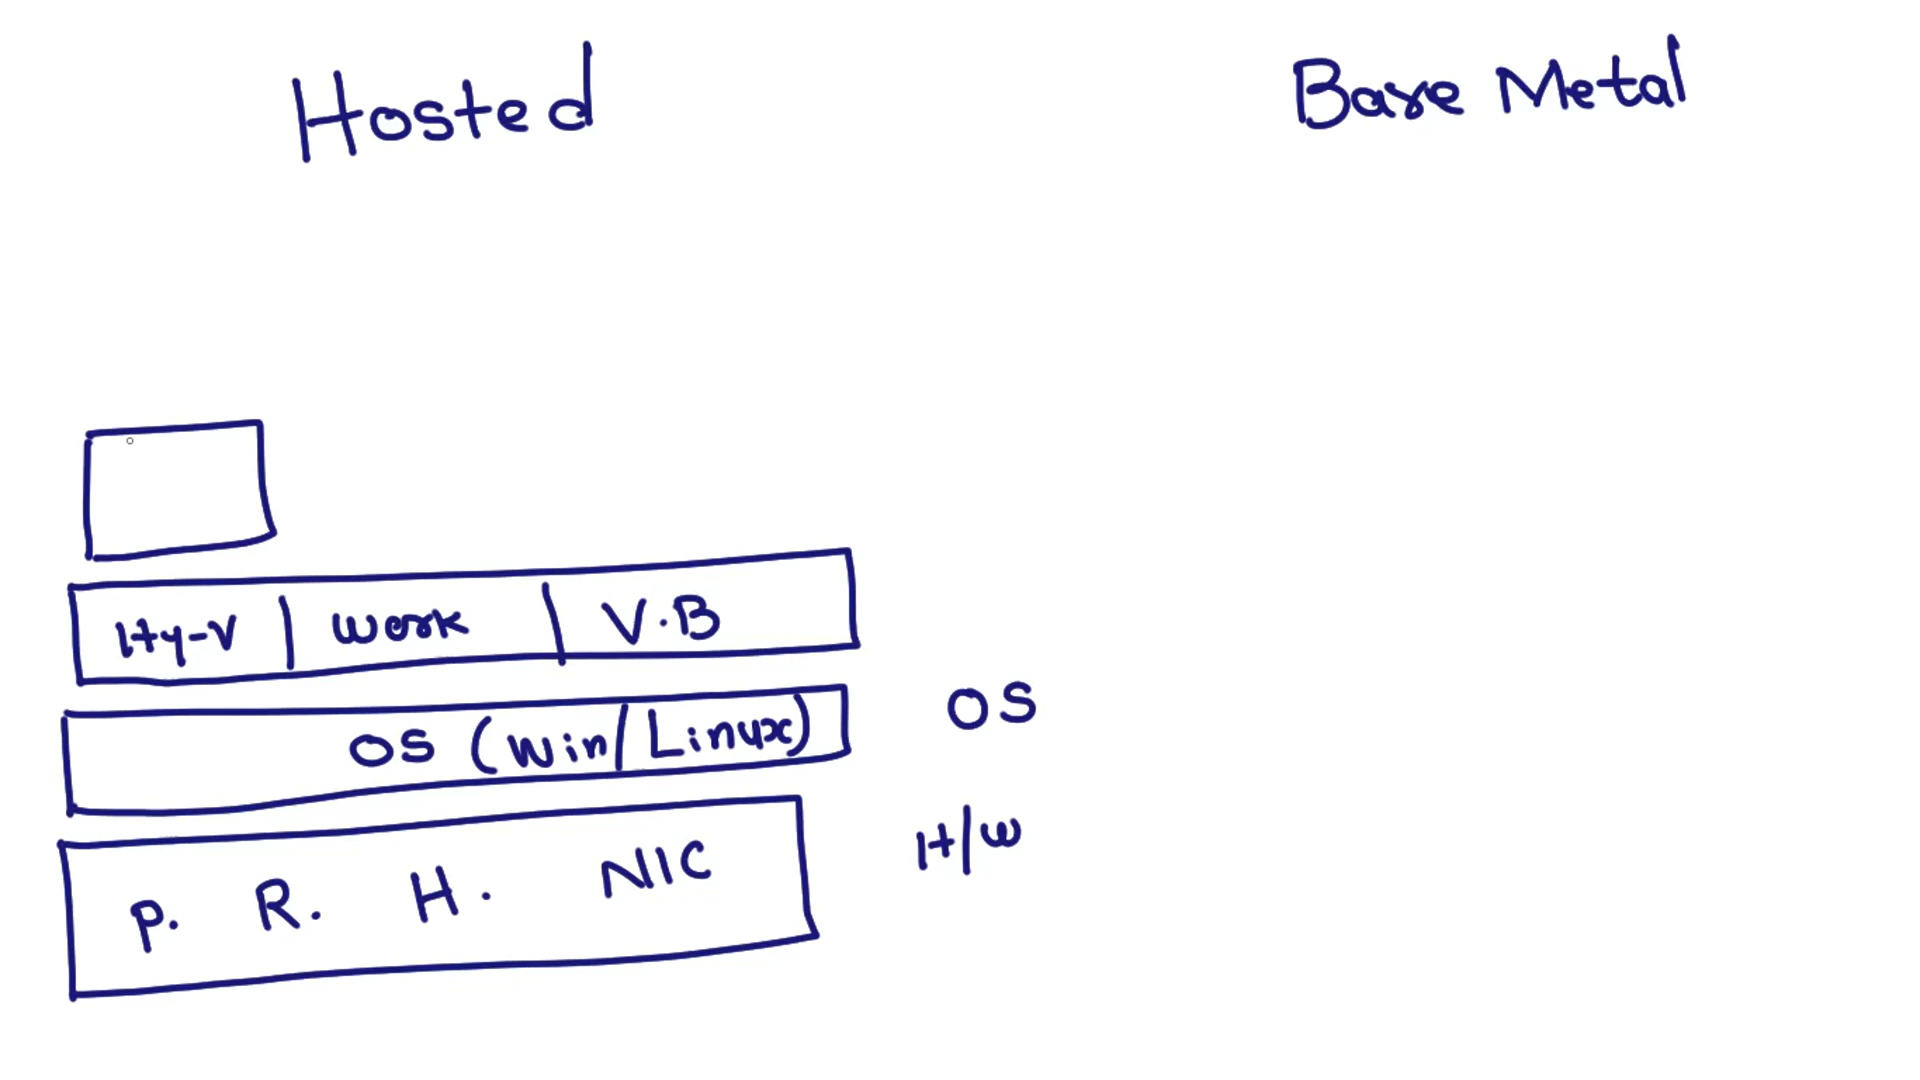 Hosted
Bare Metal
Hy-V | Work | V.B
OS (Win/Linux)
OS
P. R. H. NIC
H/W